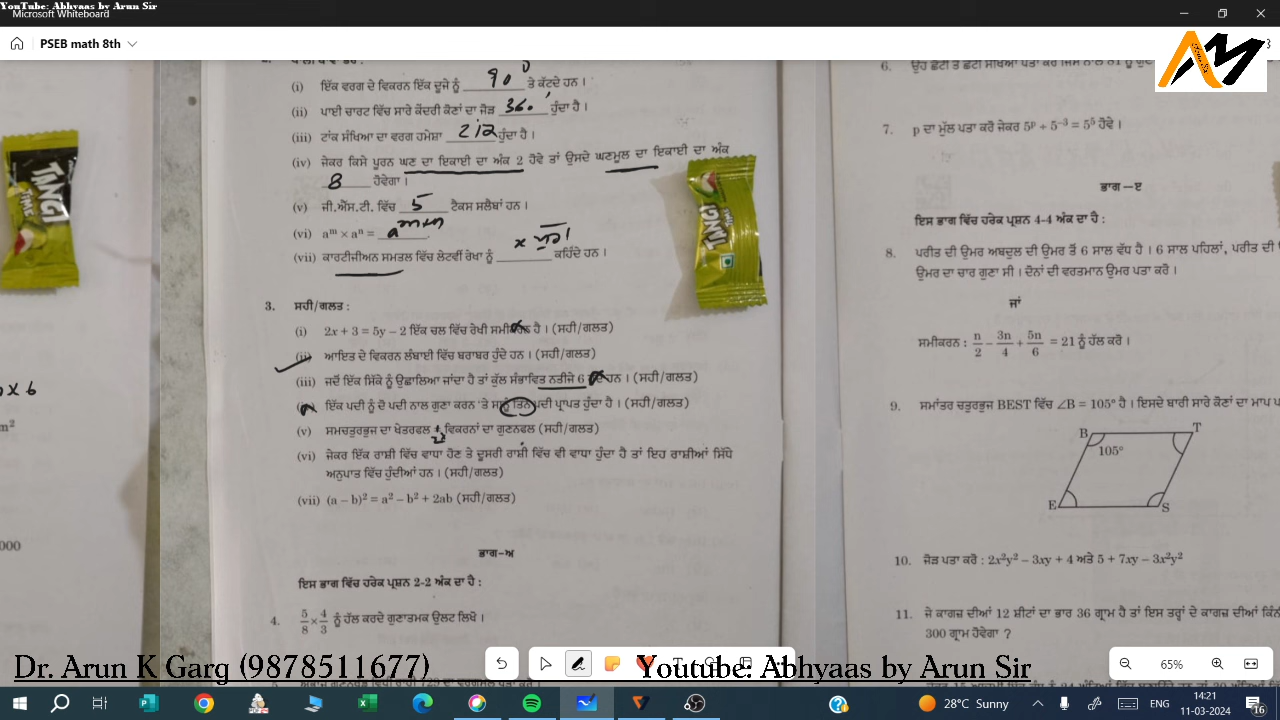 YouTube: Abhyaas by Arun Sir
Microsoft Whiteboard
PSEB math 8th
(i) ਇੱਕ ਵਰਗ ਦੇ ਵਿਕਰਨ ਇੱਕ ਦੂਜੇ ਨੂੰ 90° ਤੇ ਕੱਟਦੇ ਹਨ ।
(ii) ਪਾਈ ਚਾਰਟ ਵਿੱਚ ਸਾਰੇ ਕੇਂਦਰੀ ਕੋਣਾਂ ਦਾ ਜੋੜ 360° ਹੁੰਦਾ ਹੈ ।
(iii) ਟਾਂਕ ਸੰਖਿਆ ਦਾ ਵਰਗ ਹਮੇਸ਼ਾ ਹੁੰਦਾ ਹੈ ।
(iv) ਜੇਕਰ ਕਿਸੇ ਪੂਰਨ ਘਣ ਦਾ ਇਕਾਈ ਦਾ ਅੰਕ 2 ਹੋਵੇ ਤਾਂ ਉਸਦੇ ਘਣਮੂਲ ਦਾ ਇਕਾਈ ਦਾ ਅੰਕ
8 ਹੋਵੇਗਾ ।
(v) ਜੀ.ਐੱਸ.ਟੀ. ਵਿੱਚ 5 ਟੈਕਸ ਸਲੈਬਾਂ ਹਨ ।
(vi) aᵐ × aⁿ = aᵐ⁺ⁿ
(vii) ਕਾਰਟੀਜੀਅਨ ਸਮਤਲ ਵਿੱਚ ਲੇਟਵੀਂ ਰੇਖਾ ਨੂੰ x ਕਹਿੰਦੇ ਹਨ ।
TANGI
TANGI
3. ਸਹੀ/ਗਲਤ :
(i) 2x + 3 = 5y – 2 ਇੱਕ ਚਲ ਵਿੱਚ ਰੇਖੀ ਹੈ । (ਸਹੀ/ਗਲਤ)
(ii) ਆਇਤ ਦੇ ਵਿਕਰਨ ਲੰਬਾਈ ਵਿੱਚ ਬਰਾਬਰ ਹੁੰਦੇ ਹਨ । (ਸਹੀ/ਗਲਤ)
(iii) ਜਦੋਂ ਇੱਕ ਸਿੱਕੇ ਨੂੰ ਉਛਾਲਿਆ ਜਾਂਦਾ ਹੈ ਤਾਂ ਕੁੱਲ ਸੰਭਾਵਿਤ ਨਤੀਜੇ 6 ਹਨ । (ਸਹੀ/ਗਲਤ)
ਇੱਕ ਪਦੀ ਨੂੰ ਦੋ ਪਦੀ ਨਾਲ ਗੁਣਾ ਕਰਨ 'ਤੇ ਸਾਨੂੰ ਤਿੰਨ ਪਦੀ ਪ੍ਰਾਪਤ ਹੁੰਦਾ ਹੈ । (ਸਹੀ/ਗਲਤ)
(v) ਸਮਚਤੁਰਭੁਜ ਦਾ ਖੇਤਰਫਲ = ਵਿਕਰਨਾਂ ਦਾ ਗੁਣਨਫਲ (ਸਹੀ/ਗਲਤ)
(vi) ਜੇਕਰ ਇੱਕ ਰਾਸ਼ੀ ਵਿੱਚ ਵਾਧਾ ਹੋਣ ਤੇ ਦੂਸਰੀ ਰਾਸ਼ੀ ਵਿੱਚ ਵੀ ਵਾਧਾ ਹੁੰਦਾ ਹੈ ਤਾਂ ਇਹ ਰਾਸ਼ੀਆਂ ਸਿੱਧੇ
ਅਨੁਪਾਤ ਵਿੱਚ ਹੁੰਦੀਆਂ ਹਨ । (ਸਹੀ/ਗਲਤ)
(vii) (a – b)² = a² – b² + 2ab (ਸਹੀ/ਗਲਤ)
ਭਾਗ-ਅ
ਇਸ ਭਾਗ ਵਿੱਚ ਹਰੇਕ ਪ੍ਰਸ਼ਨ 2-2 ਅੰਕ ਦਾ ਹੈ :
4. 5/8 × 4/3 ਨੂੰ ਹੱਲ ਕਰਦੇ ਗੁਣਾਤਮਕ ਉਲਟ ਲਿਖੋ ।
x 6
m²
000
7. p ਦਾ ਮੁੱਲ ਪਤਾ ਕਰੋ ਜੇਕਰ 5ᵖ ÷ 5⁻³ = 5⁵ ਹੋਵੇ ।
ਭਾਗ –ੲ
ਇਸ ਭਾਗ ਵਿੱਚ ਹਰੇਕ ਪ੍ਰਸ਼ਨ 4-4 ਅੰਕ ਦਾ ਹੈ :
8. ਪਰੀਤ ਦੀ ਉਮਰ ਅਬਦੁਲ ਦੀ ਉਮਰ ਤੋਂ 6 ਸਾਲ ਵੱਧ ਹੈ । 6 ਸਾਲ ਪਹਿਲਾਂ, ਪਰੀਤ ਦੀ
ਉਮਰ ਦਾ ਚਾਰ ਗੁਣਾ ਸੀ । ਦੋਨਾਂ ਦੀ ਵਰਤਮਾਨ ਉਮਰ ਪਤਾ ਕਰੋ ।
ਜਾਂ
ਸਮੀਕਰਨ : n/2 – 3n/4 + 5n/6 = 21 ਨੂੰ ਹੱਲ ਕਰੋ ।
9. ਸਮਾਂਤਰ ਚਤੁਰਭੁਜ BEST ਵਿੱਚ ∠B = 105° ਹੈ । ਇਸਦੇ ਬਾਕੀ ਸਾਰੇ ਕੋਣਾਂ ਦਾ ਮਾਪ
B T
105°
E S
10. ਜੋੜ ਪਤਾ ਕਰੋ : 2x²y² – 3xy + 4 ਅਤੇ 5 + 7xy – 3x²y²
11. ਜੇ ਕਾਗਜ਼ ਦੀਆਂ 12 ਸ਼ੀਟਾਂ ਦਾ ਭਾਰ 36 ਗ੍ਰਾਮ ਹੈ ਤਾਂ ਇਸ ਤਰ੍ਹਾਂ ਦੇ ਕਾਗਜ਼ ਦੀਆਂ
300 ਗ੍ਰਾਮ ਹੋਵੇਗਾ ?
Dr. Arun K Garg (9878511677)
Youtube: Abhyaas by Arun Sir
65%
28°C Sunny
ENG
14:21
11-03-2024
16